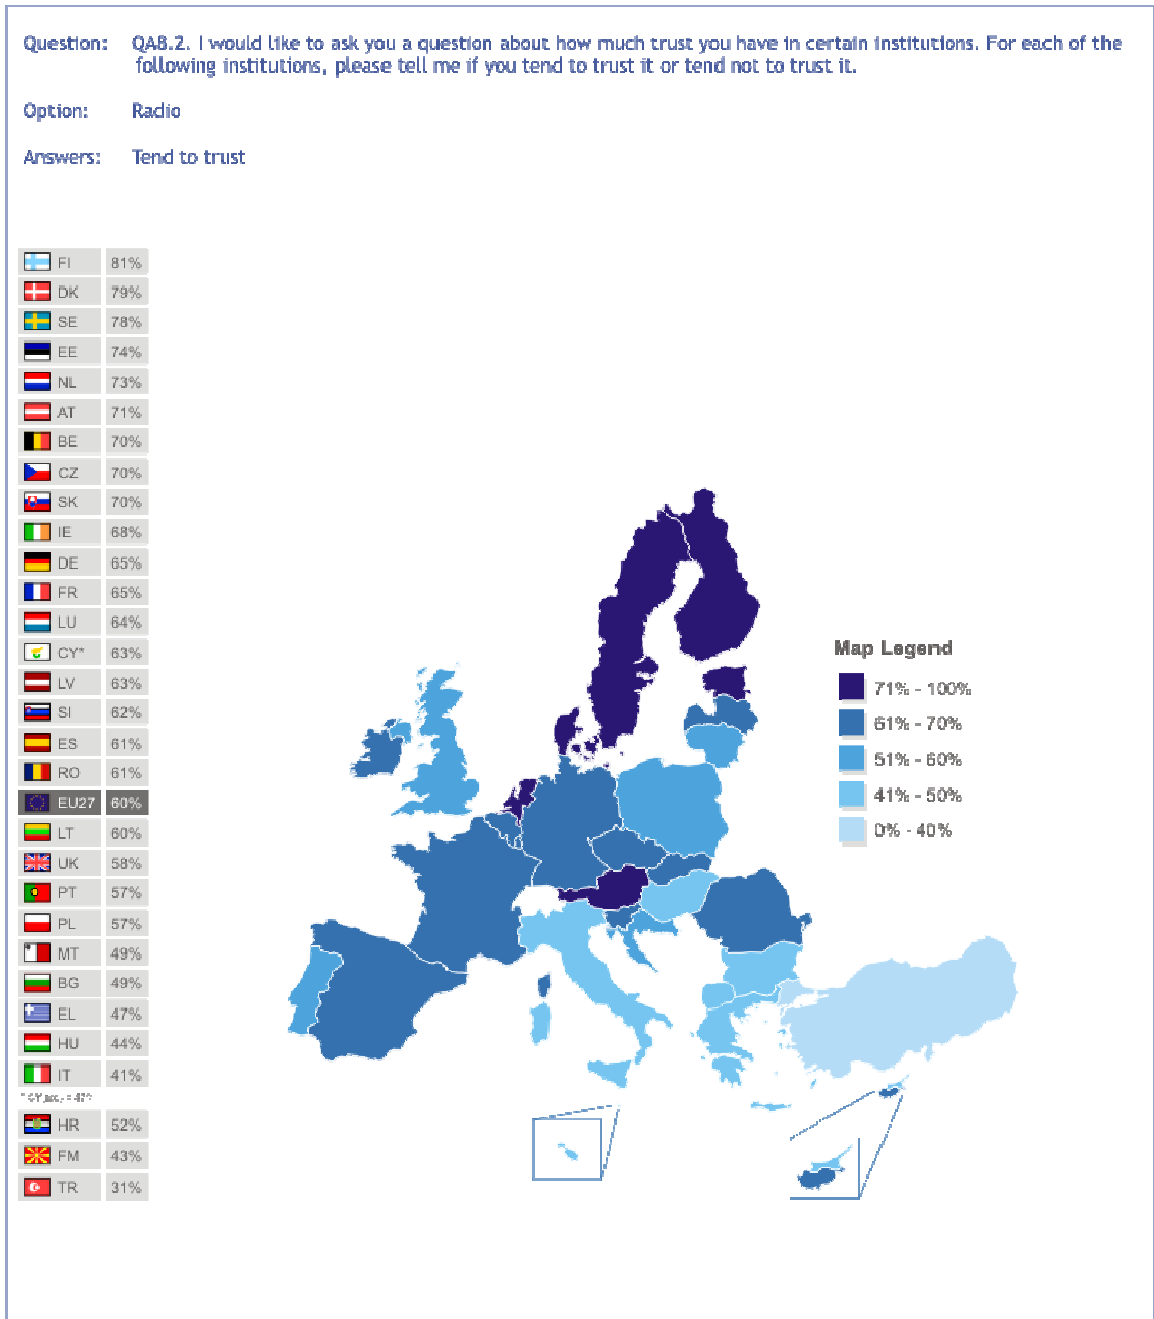 Question: QA8.2. I would like to ask you a question about how much trust you have in certain institutions. For each of the
following institutions, please tell me if you tend to trust it or tend not to trust it.
Option: Radio
Answers: Tend to trust
FI 81%
DK 79%
SE 78%
EE 74%
NL 73%
AT 71%
BE 70%
CZ 70%
SK 70%
IE 68%
DE 65%
FR 65%
LU 64%
CY* 63%
LV 63%
SI 62%
ES 61%
RO 61%
EU27 60%
LT 60%
UK 58%
PT 57%
PL 57%
MT 49%
BG 49%
EL 47%
HU 44%
IT 41%
HR 52%
FM 43%
TR 31%
Map Legend
71% - 100%
61% - 70%
51% - 60%
41% - 50%
0% - 40%